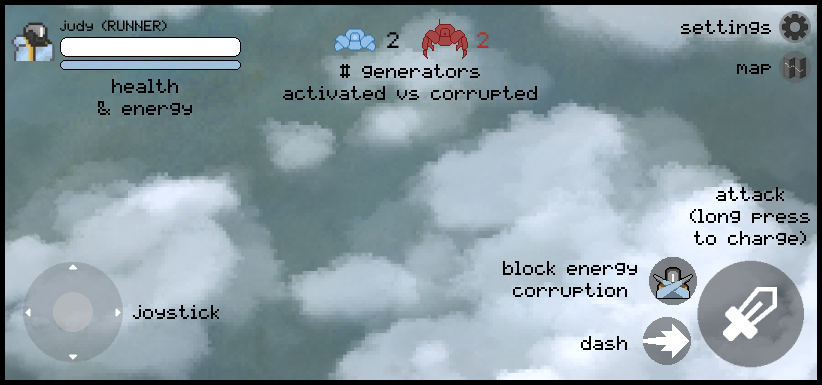 judy (RUNNER)
health
& energy
2 2
# generators
activated vs corrupted
settings
map
attack
(long press
to charge)
block energy
corruption
dash
joystick